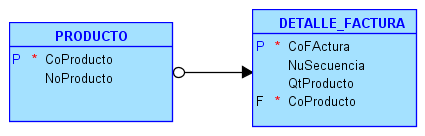 PRODUCTO
P * CoProducto
NoProducto
DETALLE_FACTURA
P * CoFActura
NuSecuencia
QtProducto
F * CoProducto